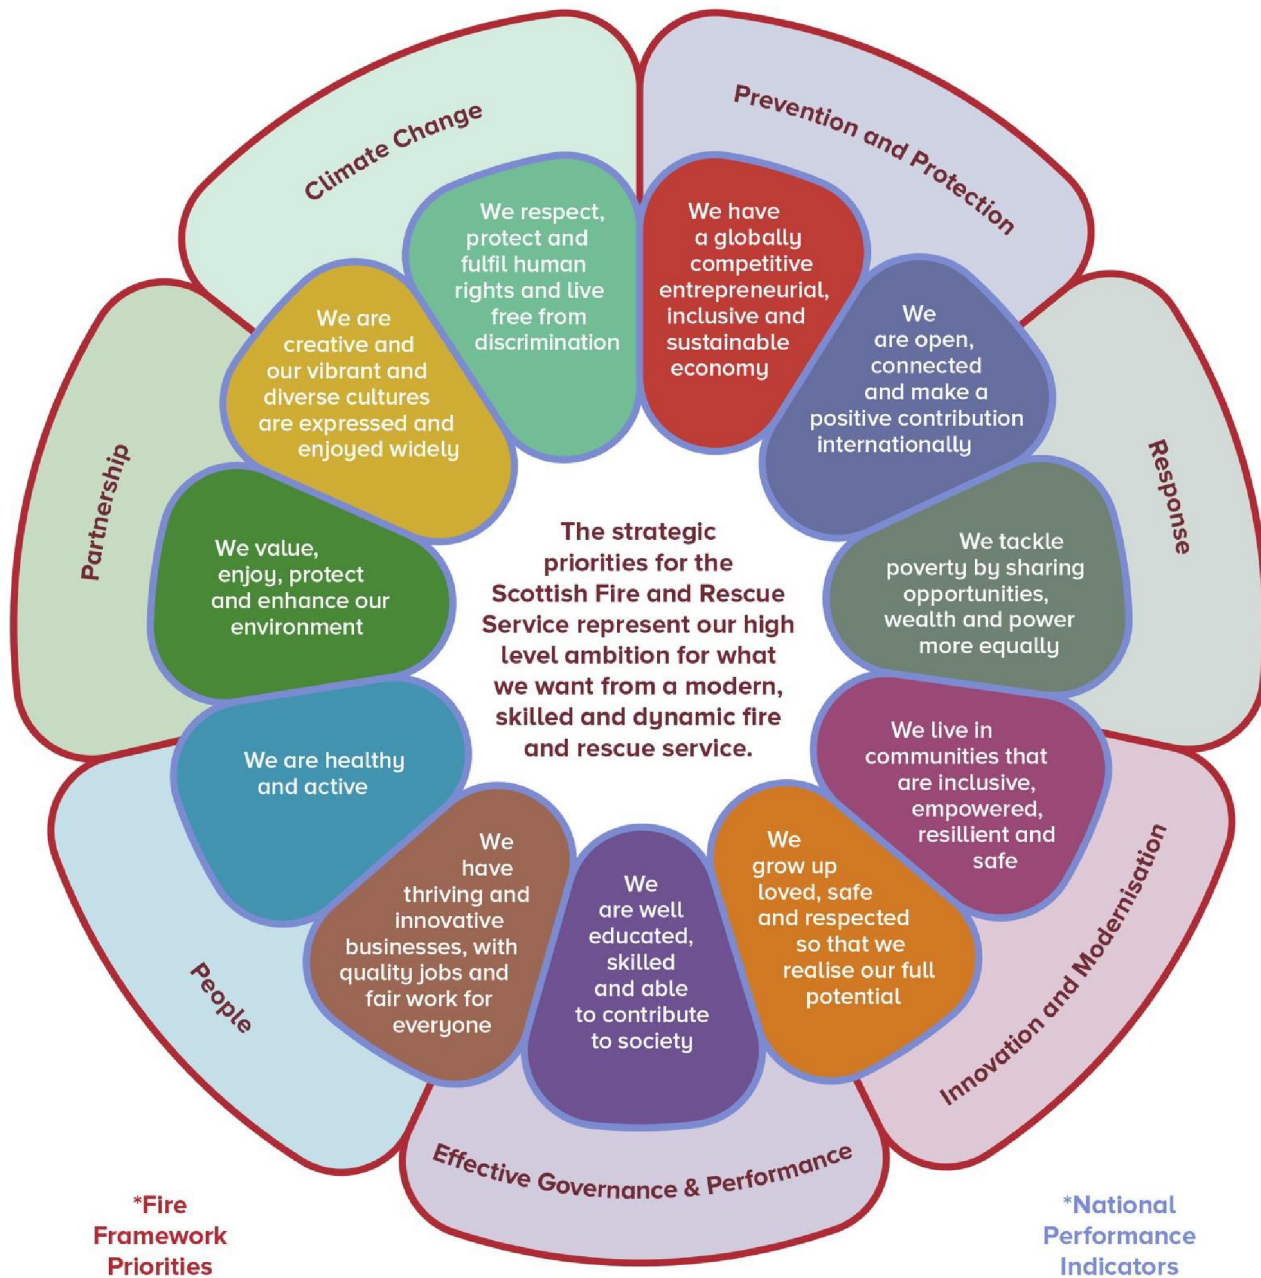 Climate Change
Prevention and Protection
Response
Innovation and Modernisation
Effective Governance & Performance
People
Partnership
We have
a globally
competitive
entrepreneurial,
inclusive and
sustainable
economy
We
are open,
connected
and make a
positive contribution
internationally
We tackle
poverty by sharing
opportunities,
wealth and power
more equally
We live in
communities that
are inclusive,
empowered,
resillient and
safe
We
grow up
loved, safe
and respected
so that we
realise our full
potential
We
are well
educated,
skilled
and able
to contribute
to society
We
have
thriving and
innovative
businesses, with
quality jobs and
fair work for
everyone
We are healthy
and active
We value,
enjoy, protect
and enhance our
environment
We are
creative and
our vibrant and
diverse cultures
are expressed and
enjoyed widely
We respect,
protect and
fulfil human
rights and live
free from
discrimination
The strategic
priorities for the
Scottish Fire and Rescue
Service represent our high
level ambition for what
we want from a modern,
skilled and dynamic fire
and rescue service.
*Fire
Framework
Priorities
*National
Performance
Indicators